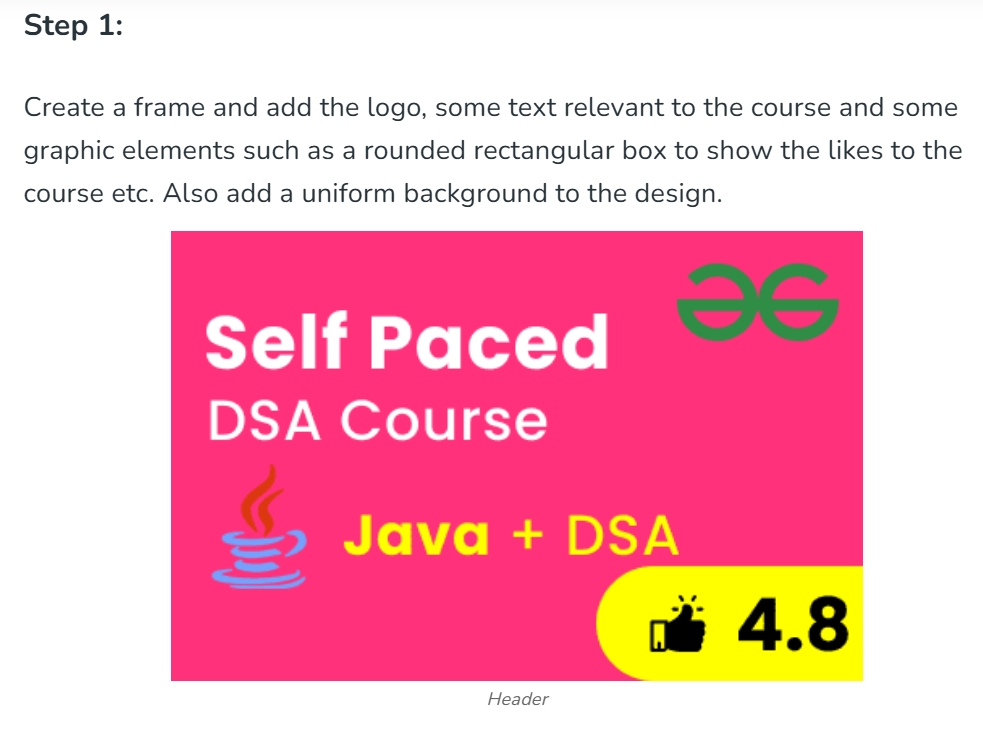 Step 1:
Create a frame and add the logo, some text relevant to the course and some
graphic elements such as a rounded rectangular box to show the likes to the
course etc. Also add a uniform background to the design.
Self Paced
DSA Course
Java + DSA
4.8
Header